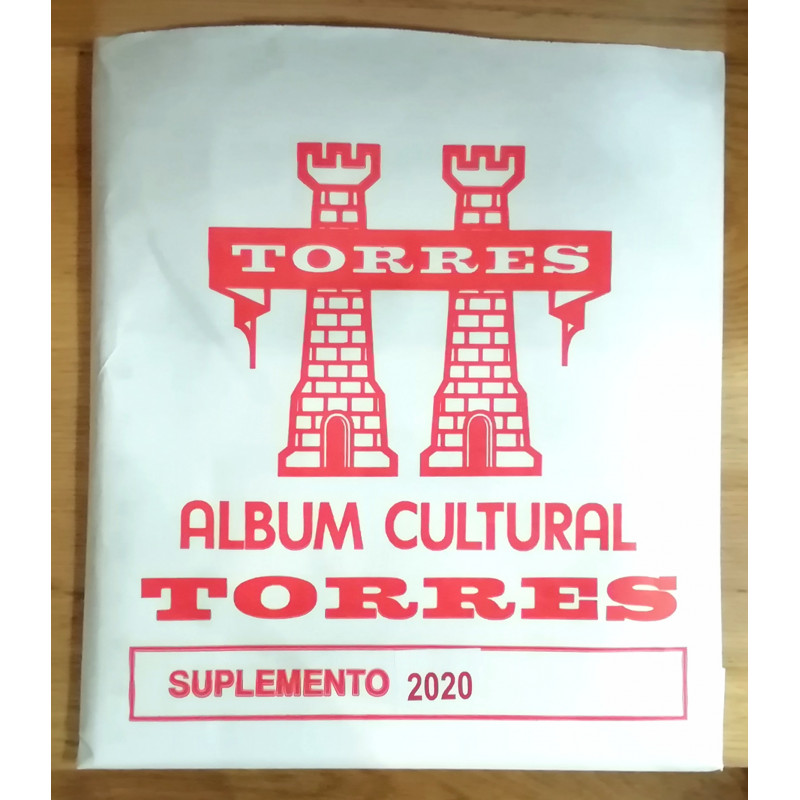 TORRES
ALBUM CULTURAL
TORRES
SUPLEMENTO 2020